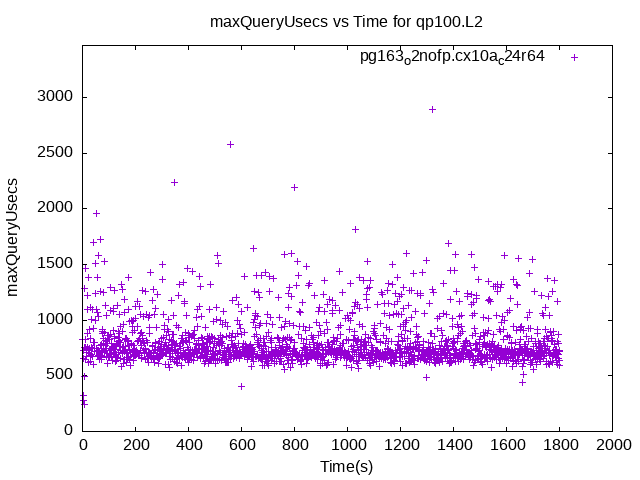 maxQueryUsecs vs Time for qp100.L2
pg163o2nofp.cx10ac24r64
maxQueryUsecs
3000
2500
2000
1500
1000
500
0
0 200 400 600 800 1000 1200 1400 1600 1800 2000
Time(s)